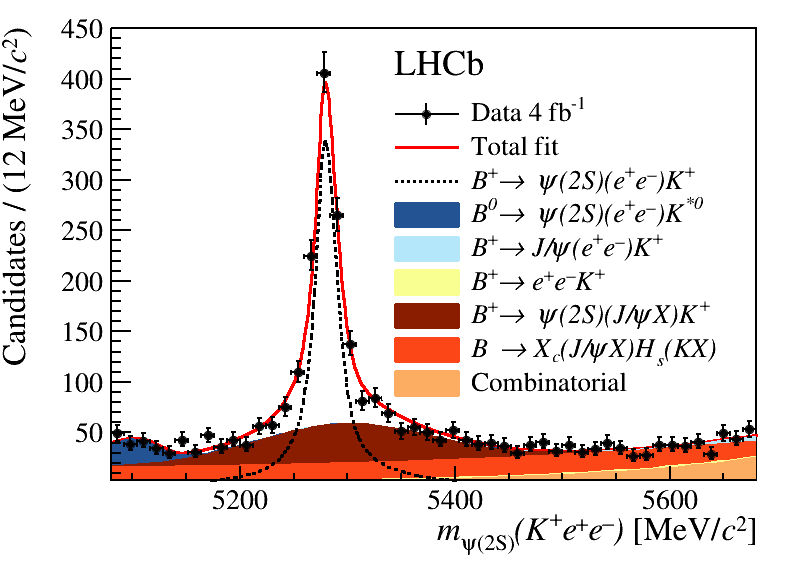 450
400
350
300
250
200
150
100
50
Candidates / (12 MeV/c²)
LHCb
Data 4 fb⁻¹
Total fit
B⁺→ ψ(2S)(e⁺e⁻)K⁺
B⁰→ ψ(2S)(e⁺e⁻)K*⁰
B⁺→ J/ψ(e⁺e⁻)K⁺
B⁺→ e⁺e⁻K⁺
B⁺→ ψ(2S)(J/ψX)K⁺
B →X_c(J/ψX)H_s(KX)
Combinatorial
5200 5400 5600
m_ψ(2S)(K⁺e⁺e⁻) [MeV/c²]